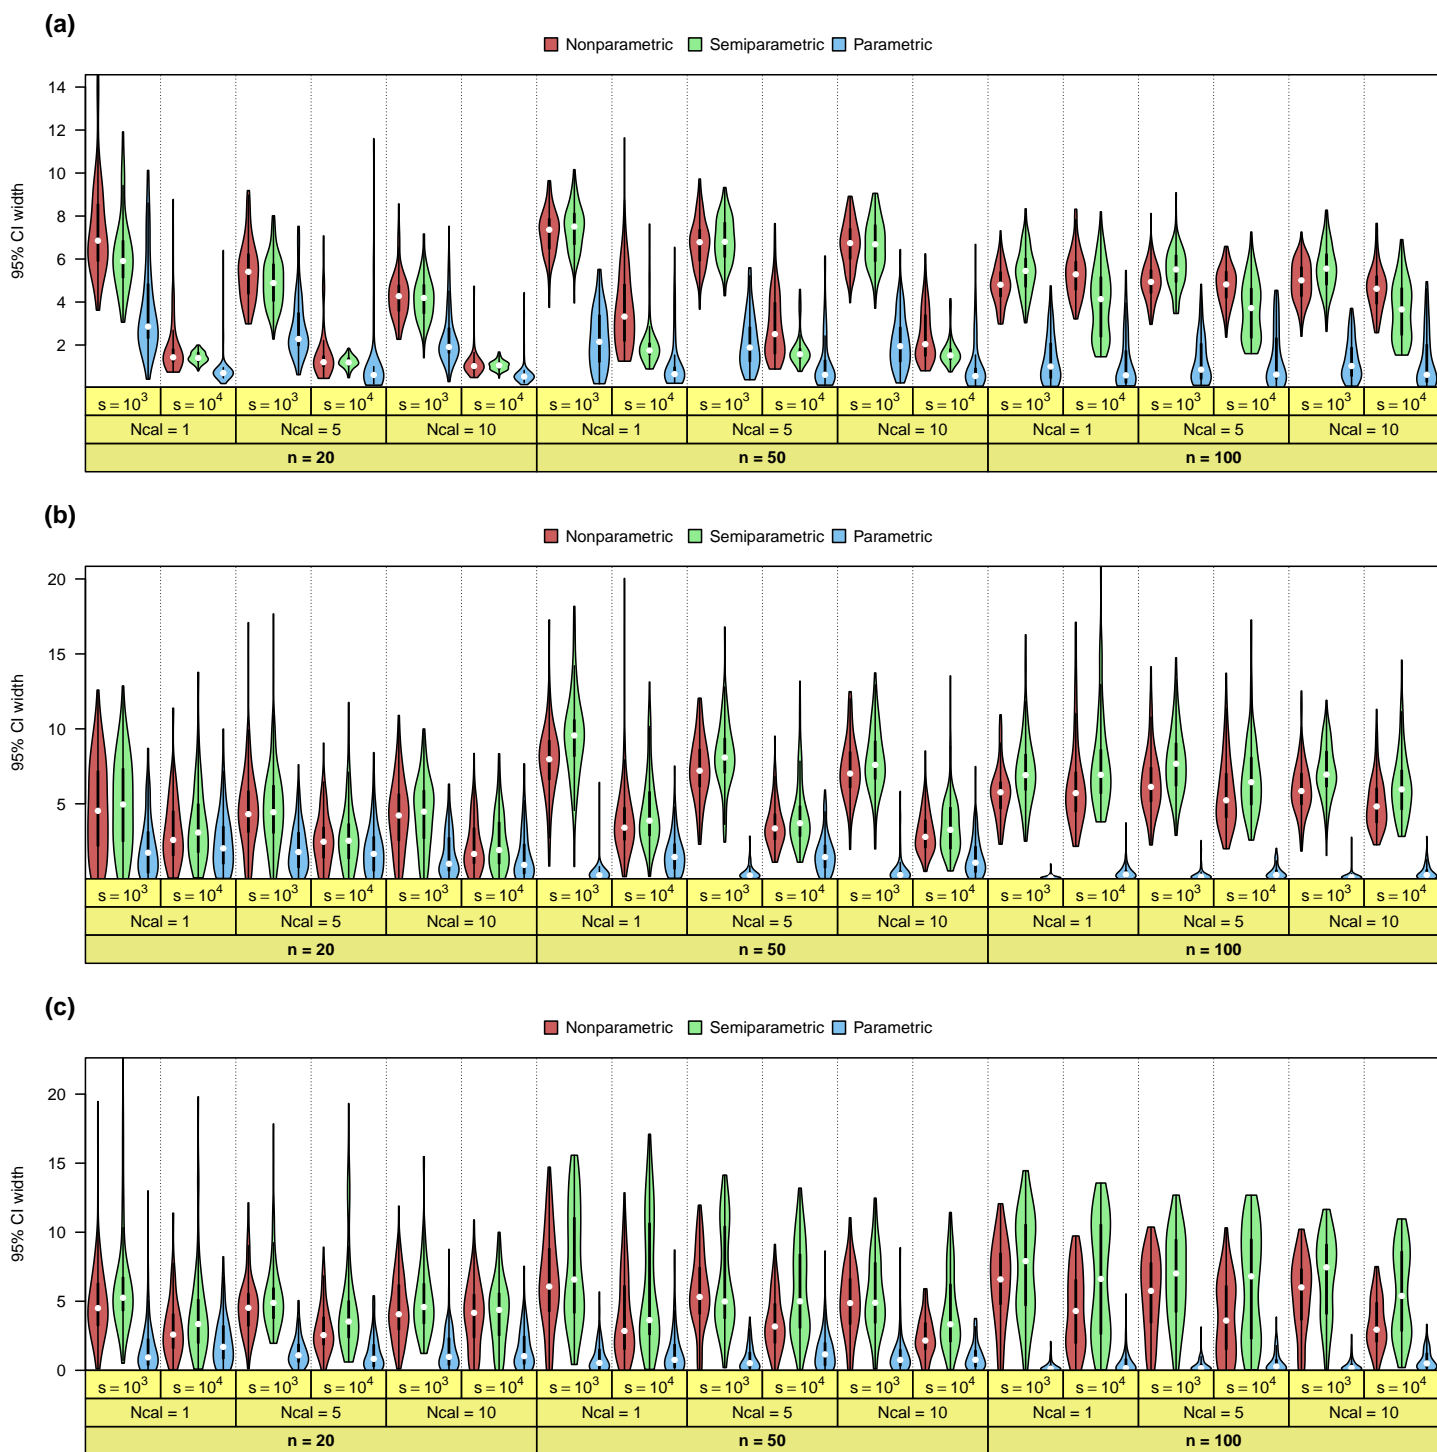 (a)
Nonparametric Semiparametric Parametric
95% CI width
14
12
10
8
6
4
2
s = 10³ s = 10⁴ s = 10³ s = 10⁴ s = 10³ s = 10⁴ s = 10³ s = 10⁴ s = 10³ s = 10⁴ s = 10³ s = 10⁴ s = 10³ s = 10⁴ s = 10³ s = 10⁴ s = 10³ s = 10⁴
Ncal = 1 Ncal = 5 Ncal = 10 Ncal = 1 Ncal = 5 Ncal = 10 Ncal = 1 Ncal = 5 Ncal = 10
n = 20 n = 50 n = 100
(b)
Nonparametric Semiparametric Parametric
95% CI width
20
15
10
5
s = 10³ s = 10⁴ s = 10³ s = 10⁴ s = 10³ s = 10⁴ s = 10³ s = 10⁴ s = 10³ s = 10⁴ s = 10³ s = 10⁴ s = 10³ s = 10⁴ s = 10³ s = 10⁴ s = 10³ s = 10⁴
Ncal = 1 Ncal = 5 Ncal = 10 Ncal = 1 Ncal = 5 Ncal = 10 Ncal = 1 Ncal = 5 Ncal = 10
n = 20 n = 50 n = 100
(c)
Nonparametric Semiparametric Parametric
95% CI width
20
15
10
5
0
s = 10³ s = 10⁴ s = 10³ s = 10⁴ s = 10³ s = 10⁴ s = 10³ s = 10⁴ s = 10³ s = 10⁴ s = 10³ s = 10⁴ s = 10³ s = 10⁴ s = 10³ s = 10⁴ s = 10³ s = 10⁴
Ncal = 1 Ncal = 5 Ncal = 10 Ncal = 1 Ncal = 5 Ncal = 10 Ncal = 1 Ncal = 5 Ncal = 10
n = 20 n = 50 n = 100